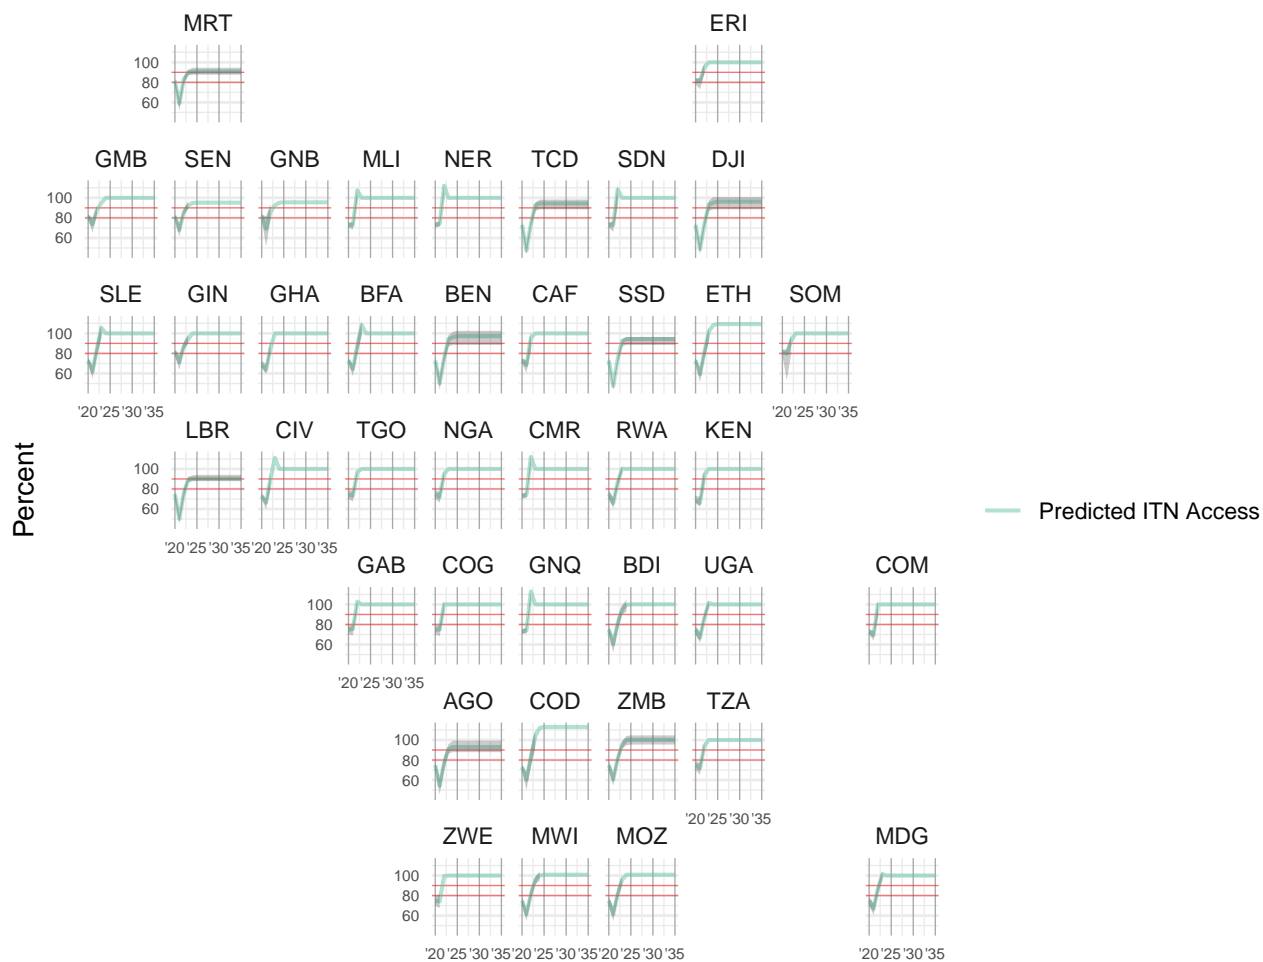 MRT ERI
100
80
60
GMB SEN GNB MLI NER TCD SDN DJI
100
80
60
SLE GIN GHA BFA BEN CAF SSD ETH SOM
100
80
60
'20 '25 '30 '35 '20 '25 '30 '35
LBR CIV TGO NGA CMR RWA KEN
100
80
60
Percent
Predicted ITN Access
'20 '25 '30 '35 '20 '25 '30 '35
GAB COG GNQ BDI UGA COM
100
80
60
'20 '25 '30 '35
AGO COD ZMB TZA
100
80
60
'20 '25 '30 '35
ZWE MWI MOZ MDG
100
80
60
'20 '25 '30 '35 '20 '25 '30 '35 '20 '25 '30 '35 '20 '25 '30 '35